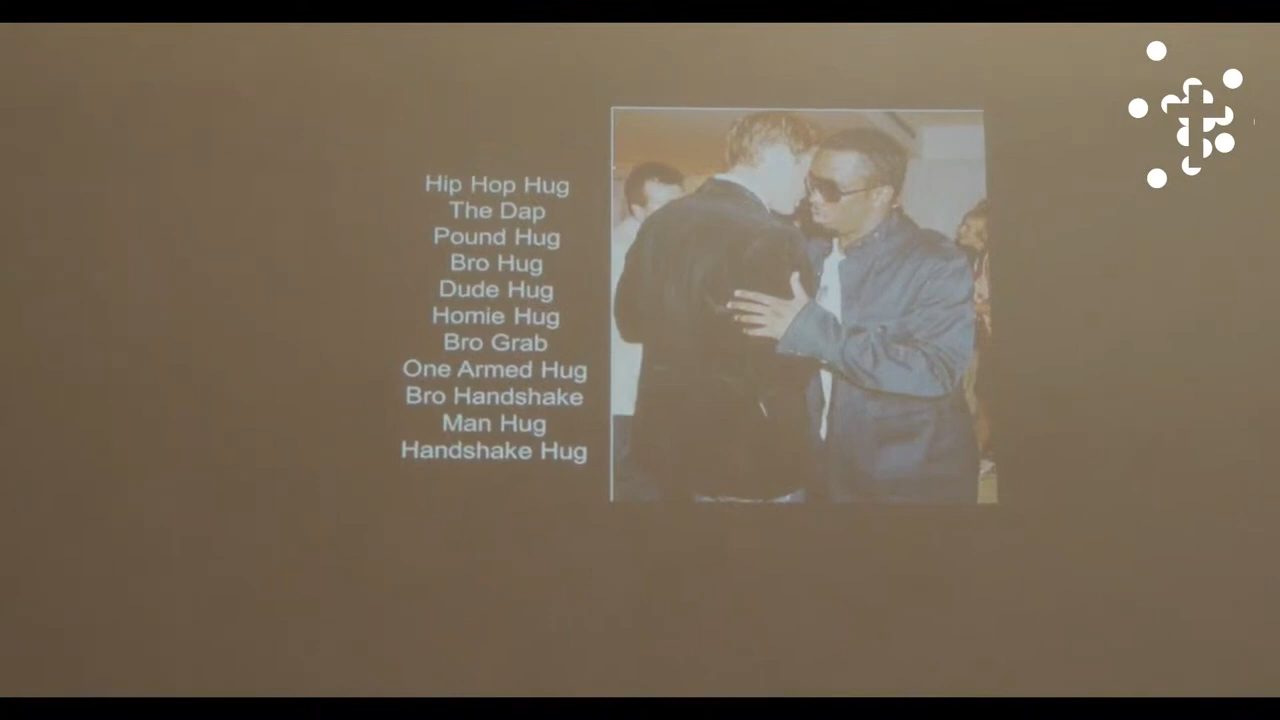 Hip Hop Hug
The Dap
Pound Hug
Bro Hug
Dude Hug
Homie Hug
Bro Grab
One Armed Hug
Bro Handshake
Man Hug
Handshake Hug